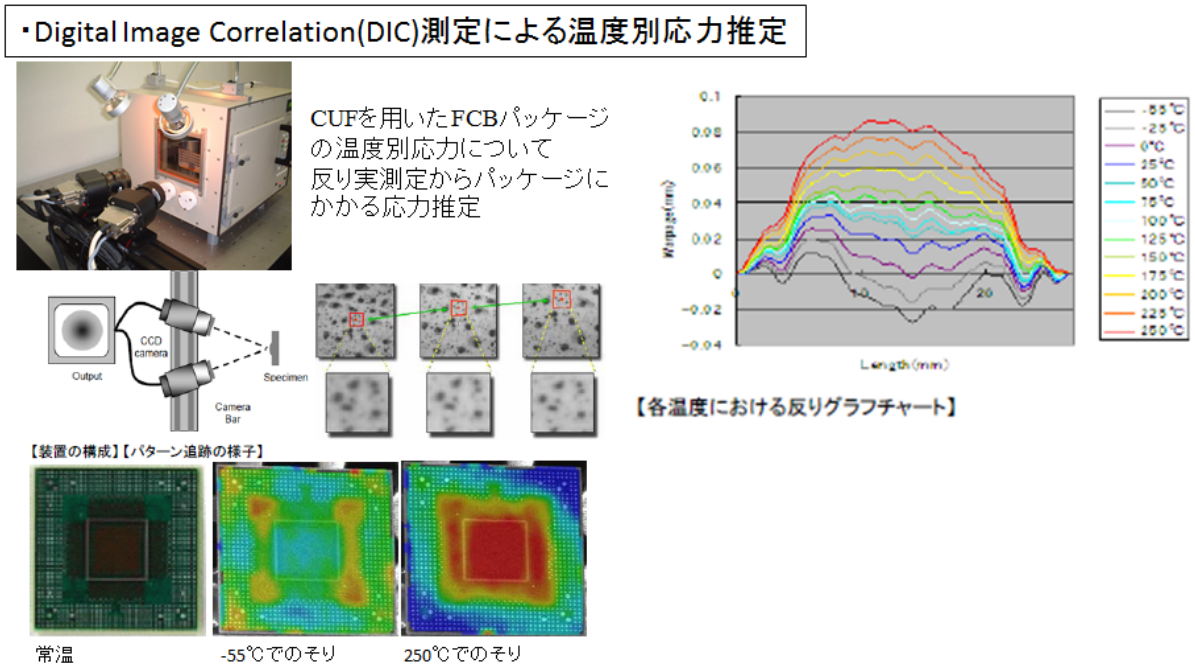 ・Digital Image Correlation(DIC)測定による温度別応力推定
CUFを用いたFCBパッケージ
の温度別応力について
反り実測定からパッケージに
かかる応力推定
Output
CCD
camera
Specimen
Camera
Bar
【装置の構成】【パターン追跡の様子】
常温
-55℃でのそり
250℃でのそり
0.1
0.08
0.06
0.04
0.02
0
-0.02
-0.04
Warpage(mm)
0
10
20
Length(mm)
-55℃
-25℃
0℃
25℃
50℃
75℃
100℃
125℃
150℃
175℃
200℃
225℃
250℃
【各温度における反りグラフチャート】